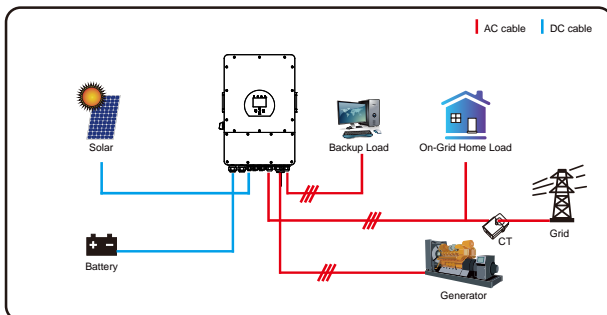 AC cable
DC cable
Solar
Backup Load
On-Grid Home Load
CT
Grid
Battery
Generator